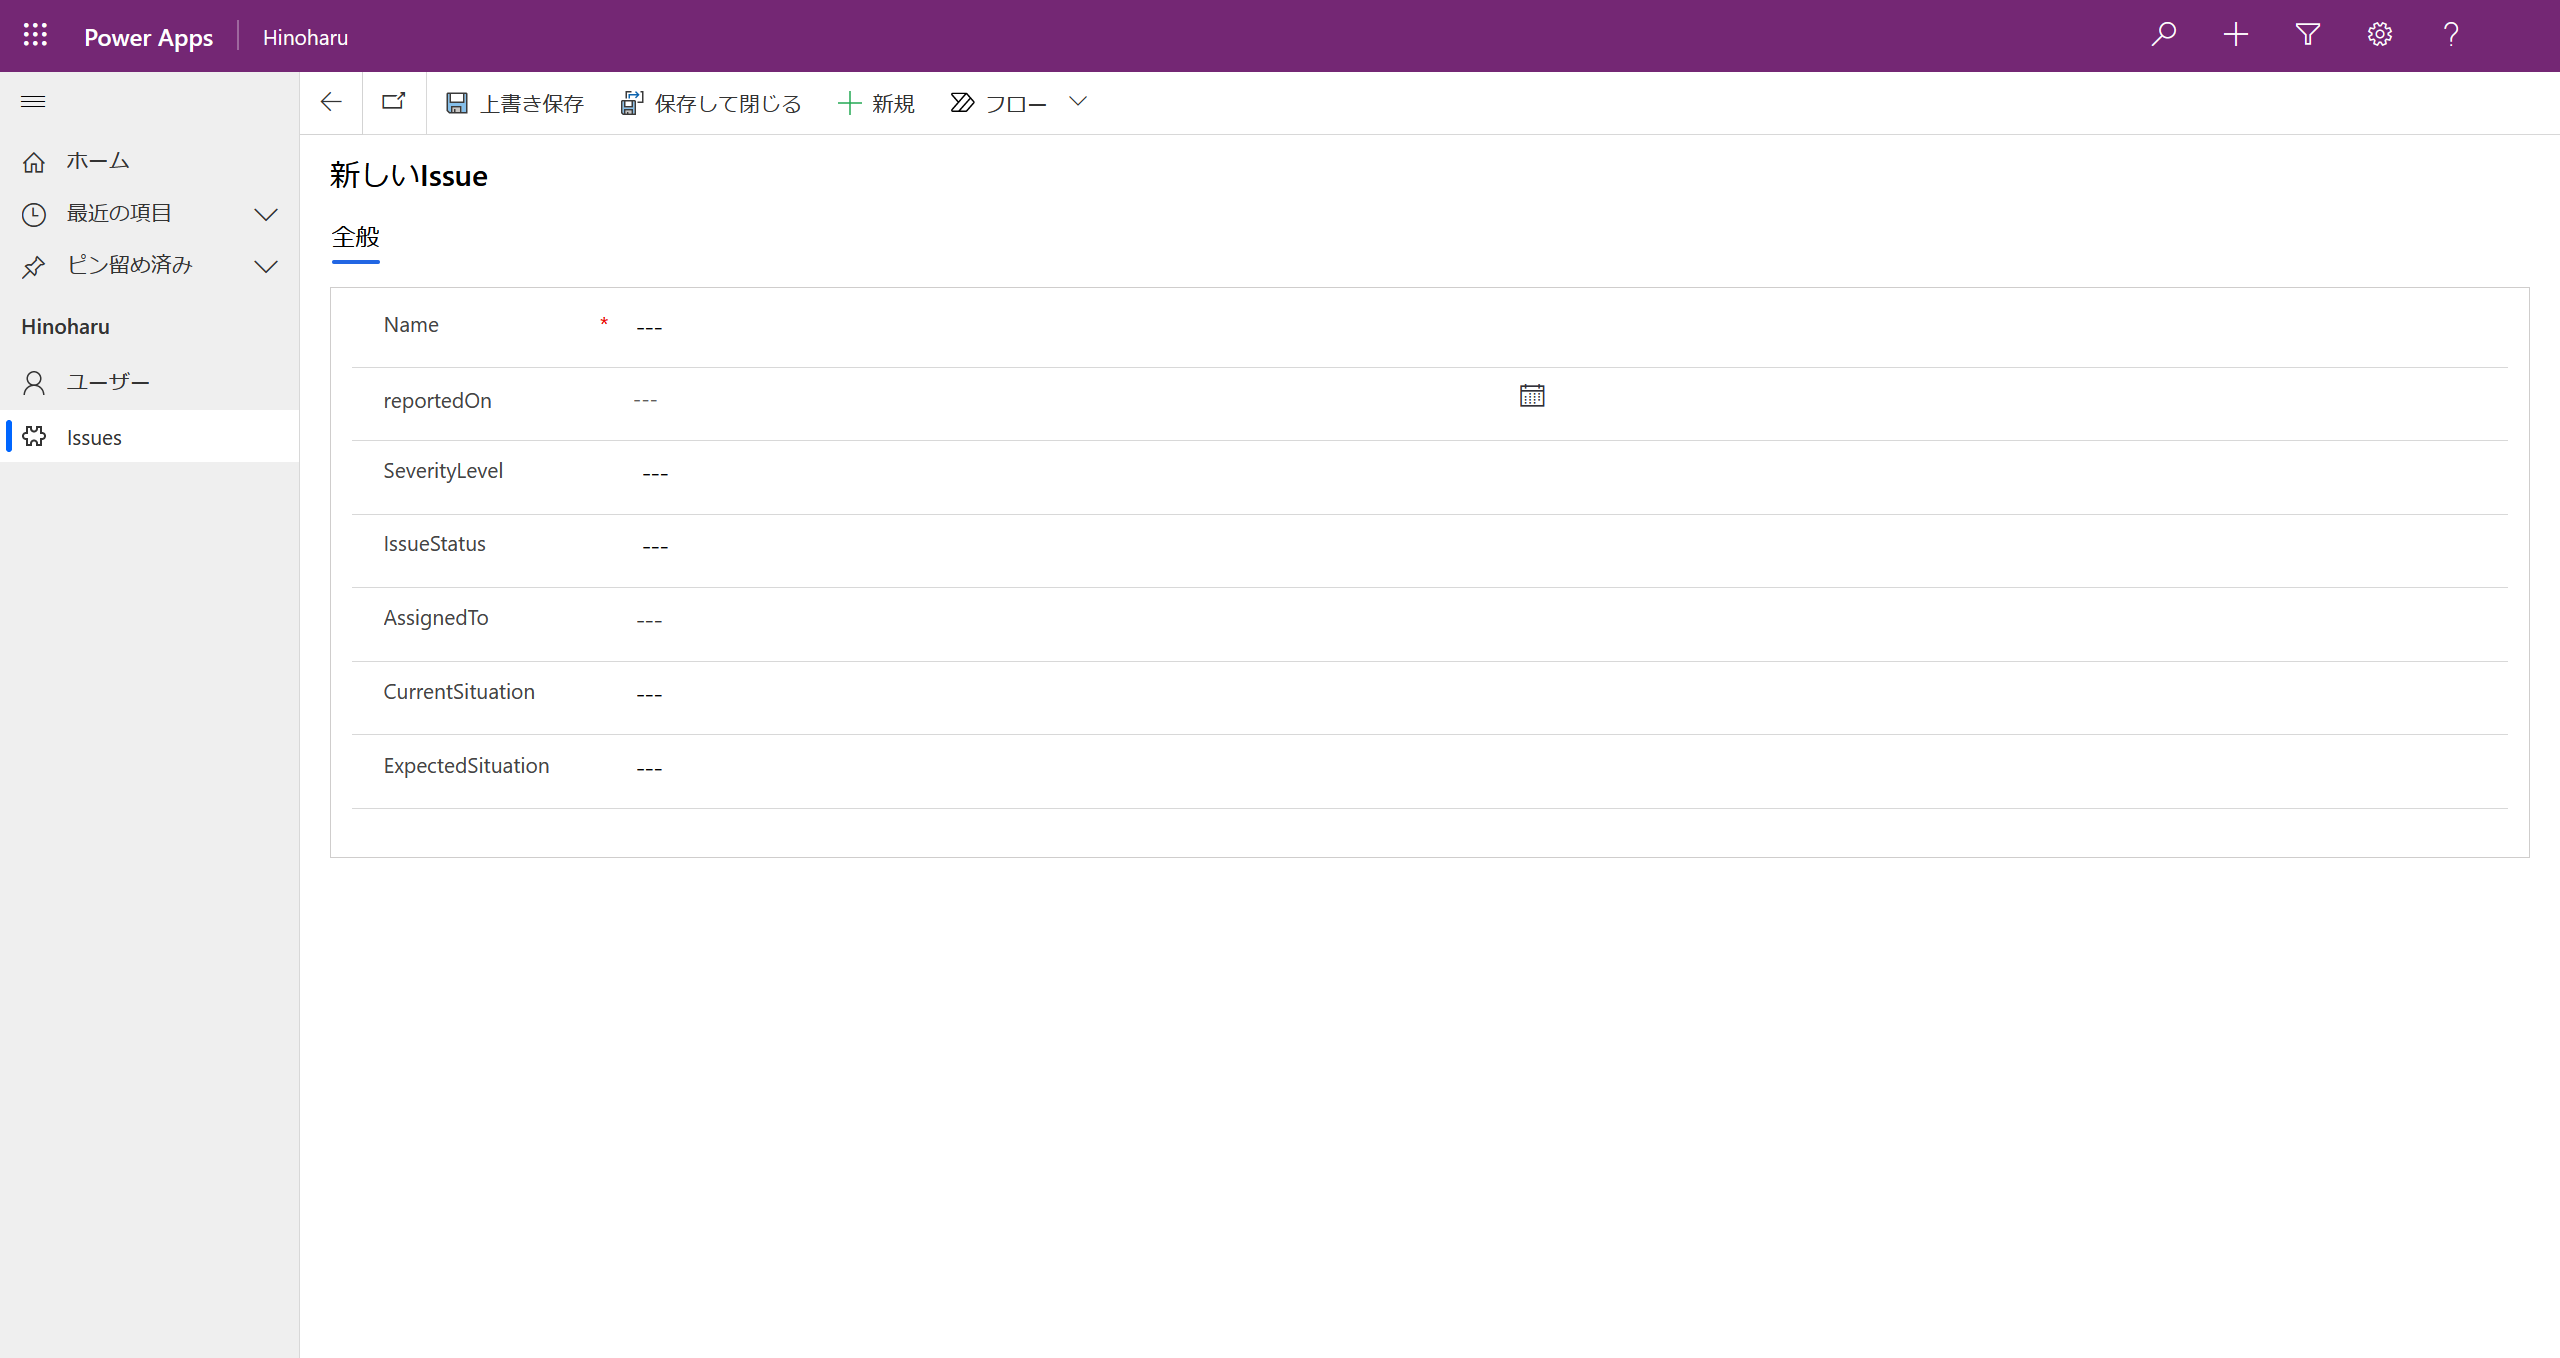 Power Apps Hinoharu
上書き保存 保存して閉じる 新規 フロー
ホーム
最近の項目
ピン留め済み
Hinoharu
ユーザー
Issues
新しいIssue
全般
Name * ---
reportedOn ---
SeverityLevel ---
IssueStatus ---
AssignedTo ---
CurrentSituation ---
ExpectedSituation ---